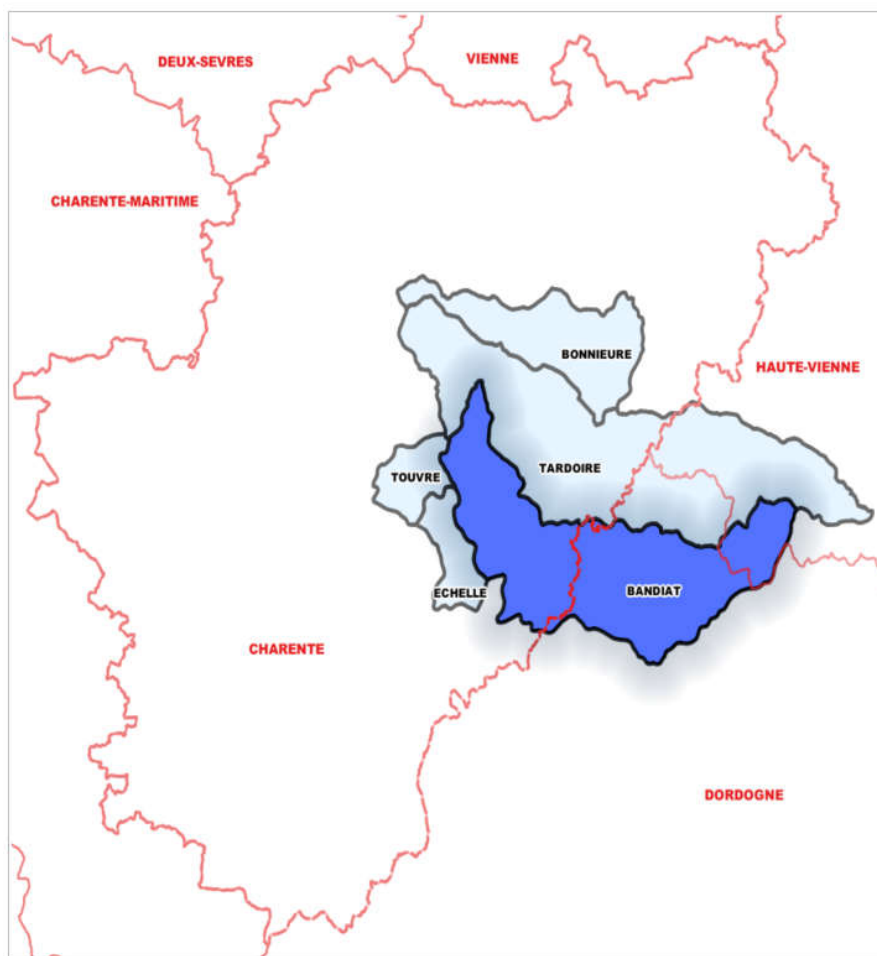 DEUX-SEVRES
VIENNE
CHARENTE-MARITIME
BONNIEURE
HAUTE-VIENNE
TARDOIRE
TOUVRE
ECHELLE
BANDIAT
CHARENTE
DORDOGNE